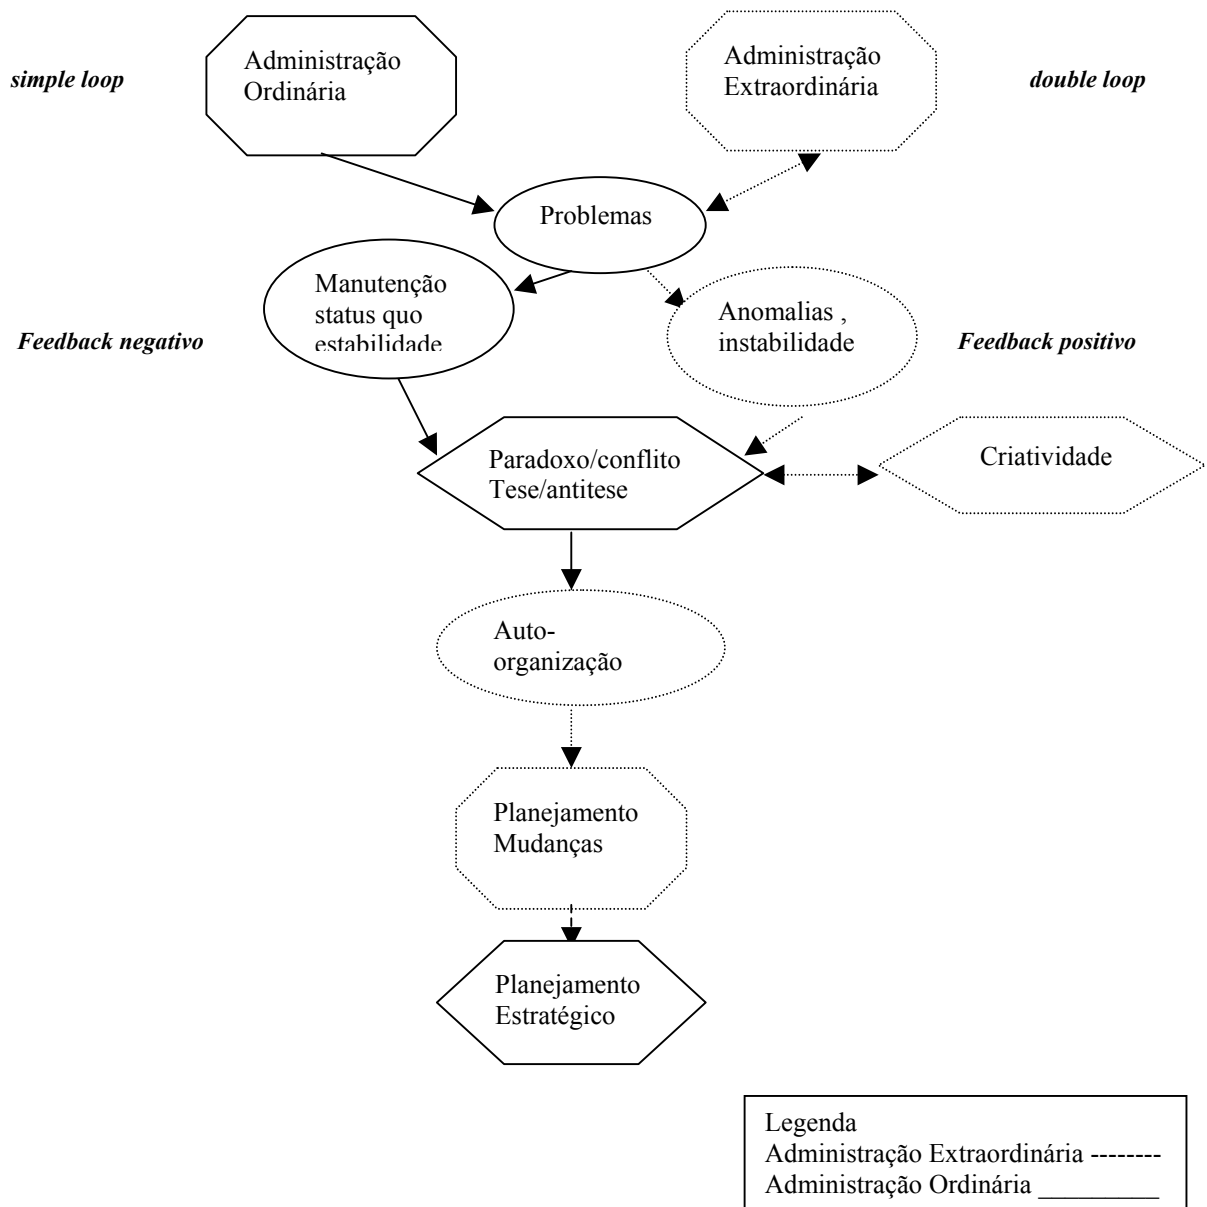 Administração
Ordinária
Administração
Extraordinária
simple loop
double loop
Problemas
Manutenção
status quo
estabilidade
Anomalias ,
instabilidade
Feedback negativo
Feedback positivo
Paradoxo/conflito
Tese/antitese
Criatividade
Auto-
organização
Planejamento
Mudanças
Planejamento
Estratégico
Legenda
Administração Extraordinária --------
Administração Ordinária _________